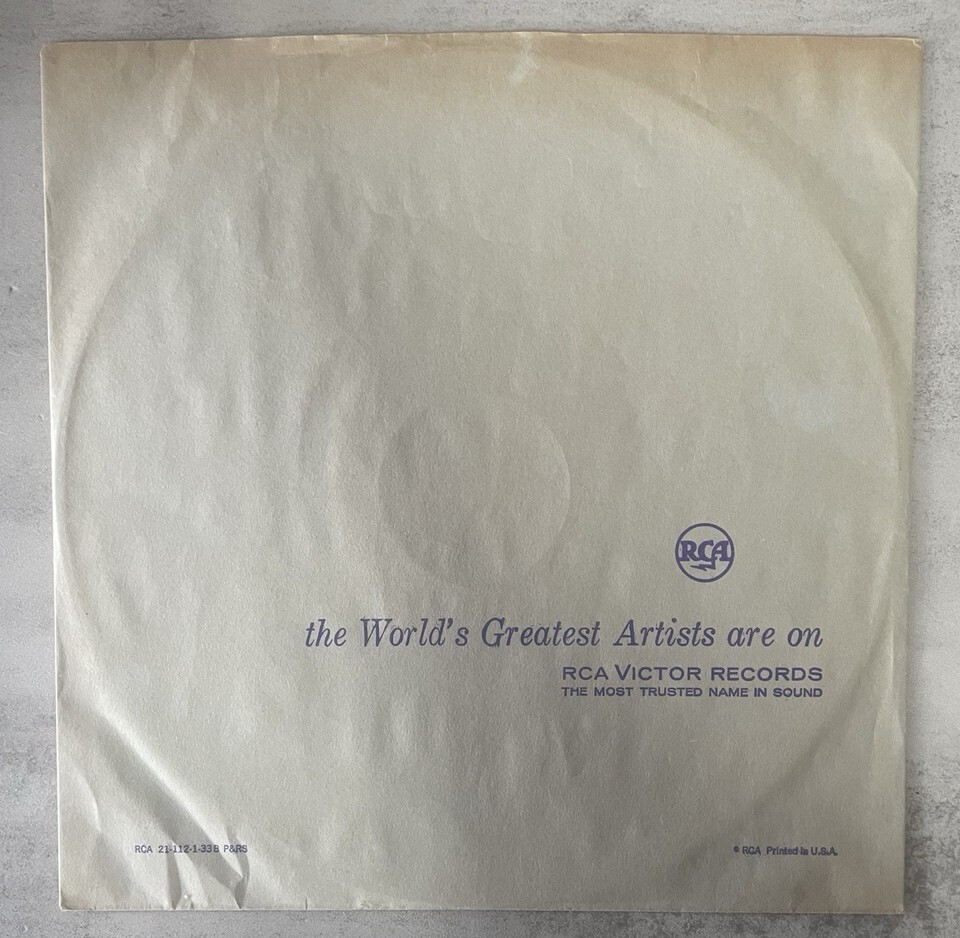 RCA
the World's Greatest Artists are on
RCA VICTOR RECORDS
THE MOST TRUSTED NAME IN SOUND
RCA 21-112-1-33B P&RS
© RCA Printed in U.S.A.